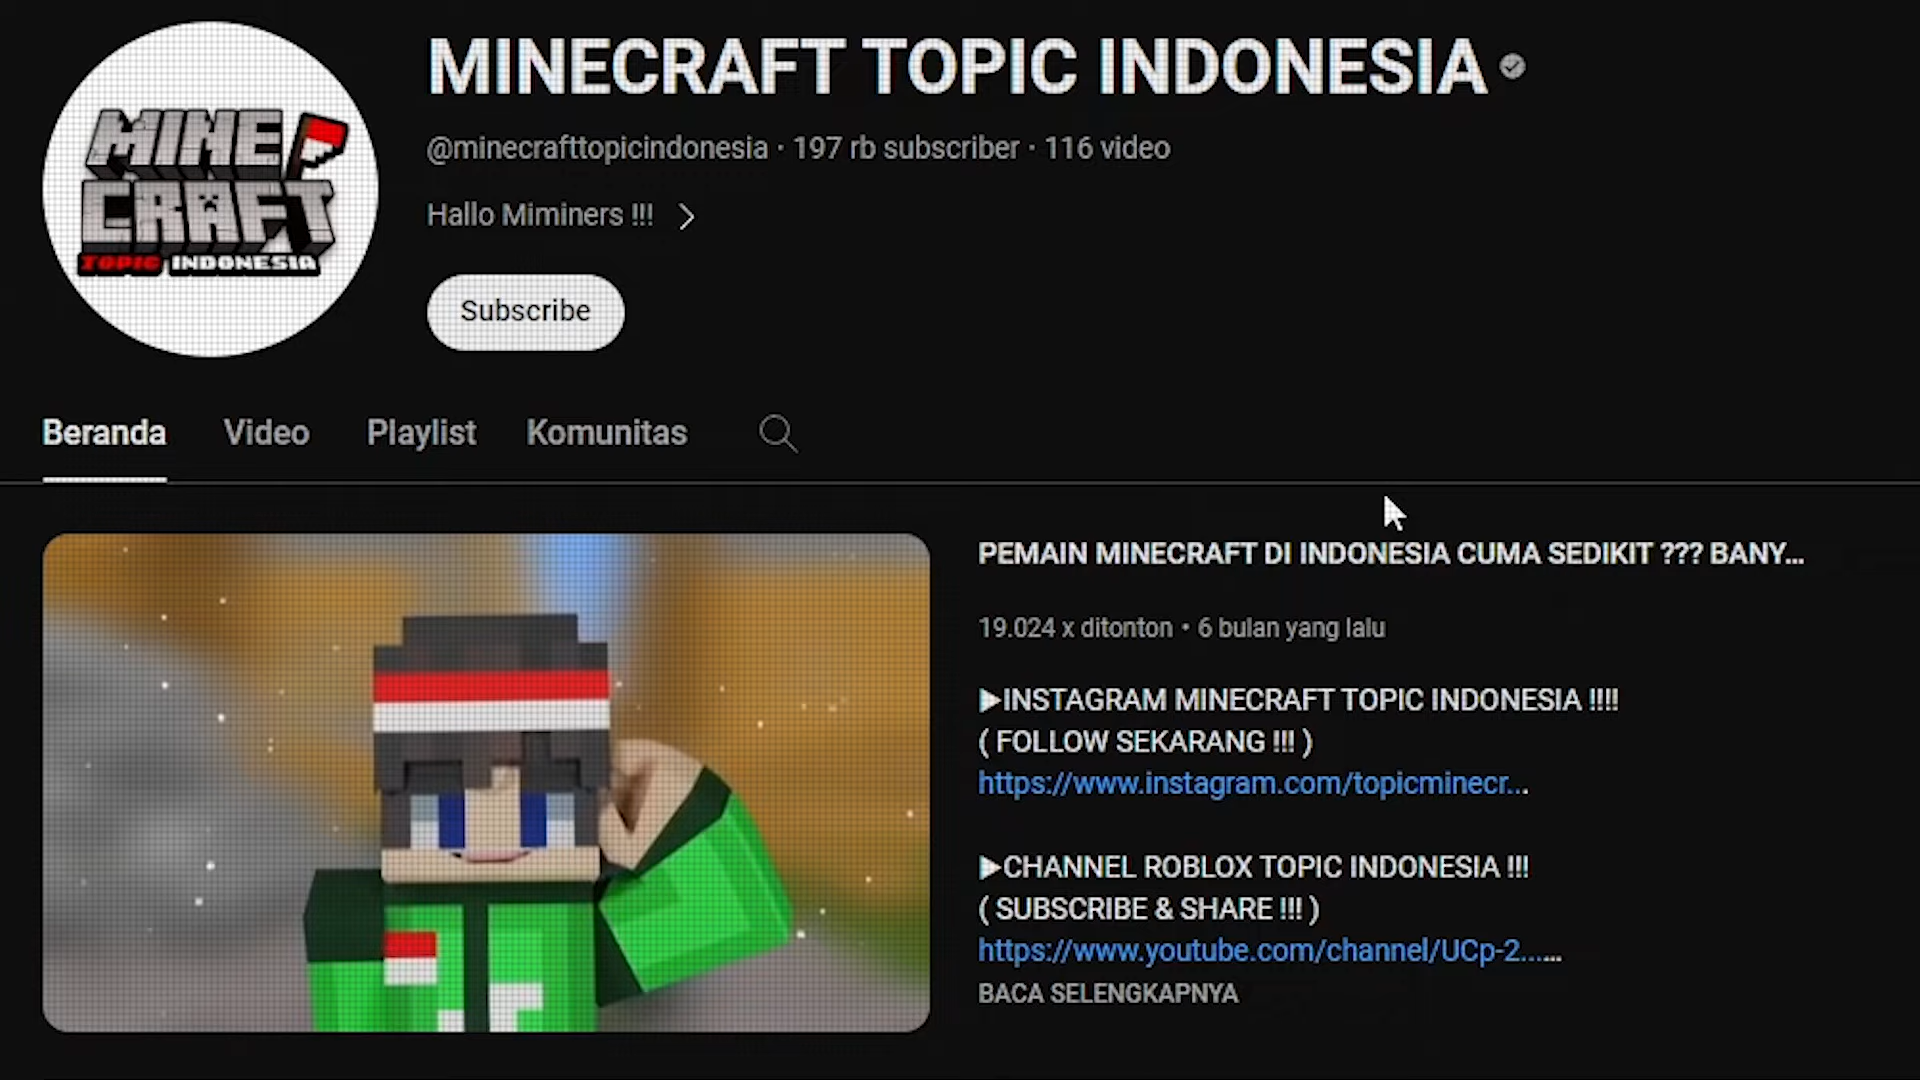 MINE
CRAFT
TOPIC INDONESIA
MINECRAFT TOPIC INDONESIA
@minecrafttopicindonesia · 197 rb subscriber · 116 video
Hallo Miminers !!!
Subscribe
Beranda Video Playlist Komunitas
PEMAIN MINECRAFT DI INDONESIA CUMA SEDIKIT ??? BANY...
19.024 x ditonton • 6 bulan yang lalu
▶INSTAGRAM MINECRAFT TOPIC INDONESIA !!!!
( FOLLOW SEKARANG !!! )
https://www.instagram.com/topicminecr...
▶CHANNEL ROBLOX TOPIC INDONESIA !!!
( SUBSCRIBE & SHARE !!! )
https://www.youtube.com/channel/UCp-2......
BACA SELENGKAPNYA